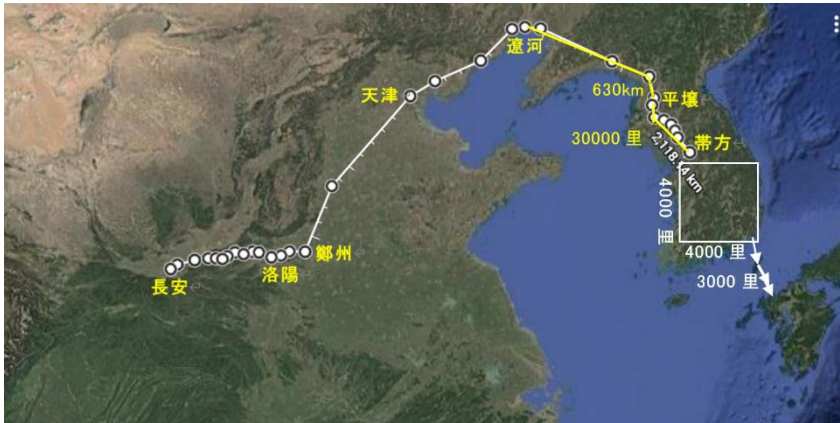 遼河
天津
630km
平壌
30000 里
帯方
2,118.14 km
4000 里
鄭州
洛陽
長安
4000 里
3000 里